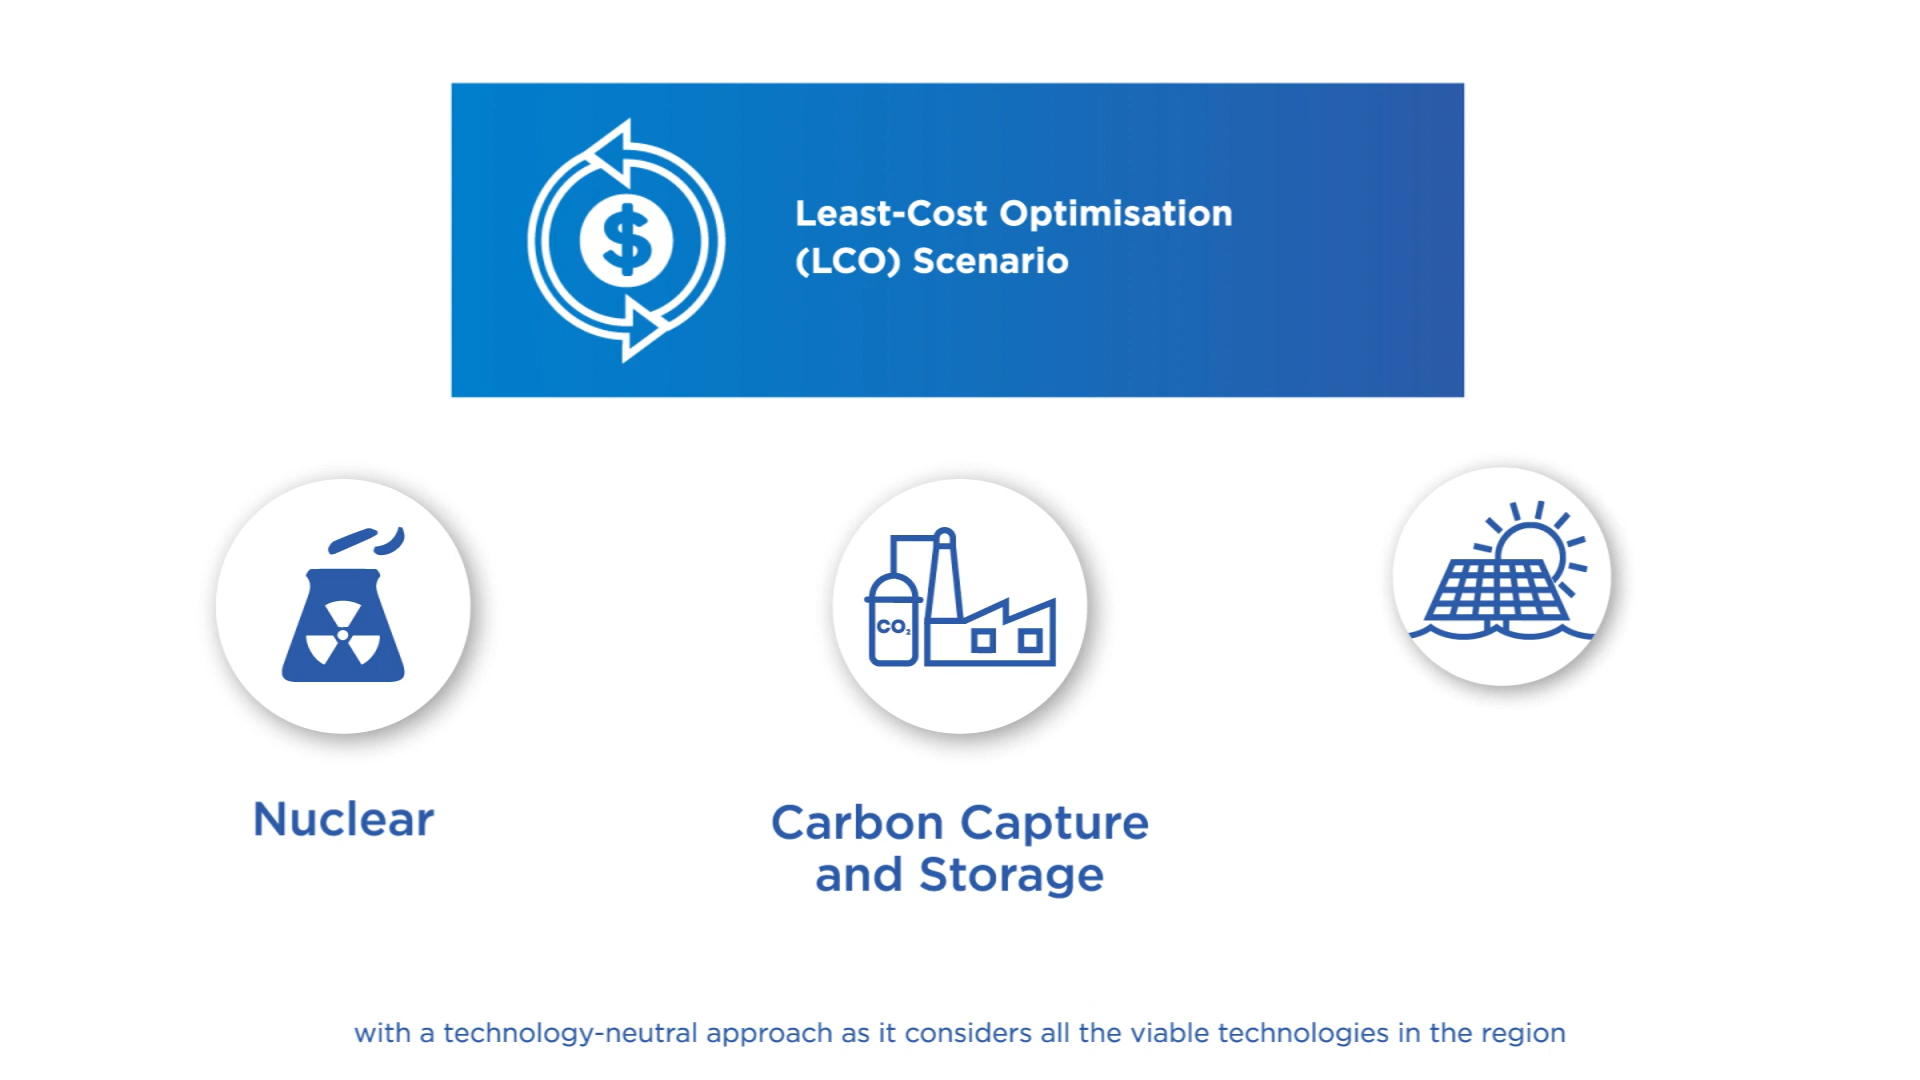 Least-Cost Optimisation
(LCO) Scenario
CO₂
Nuclear
Carbon Capture
and Storage
with a technology-neutral approach as it considers all the viable technologies in the region